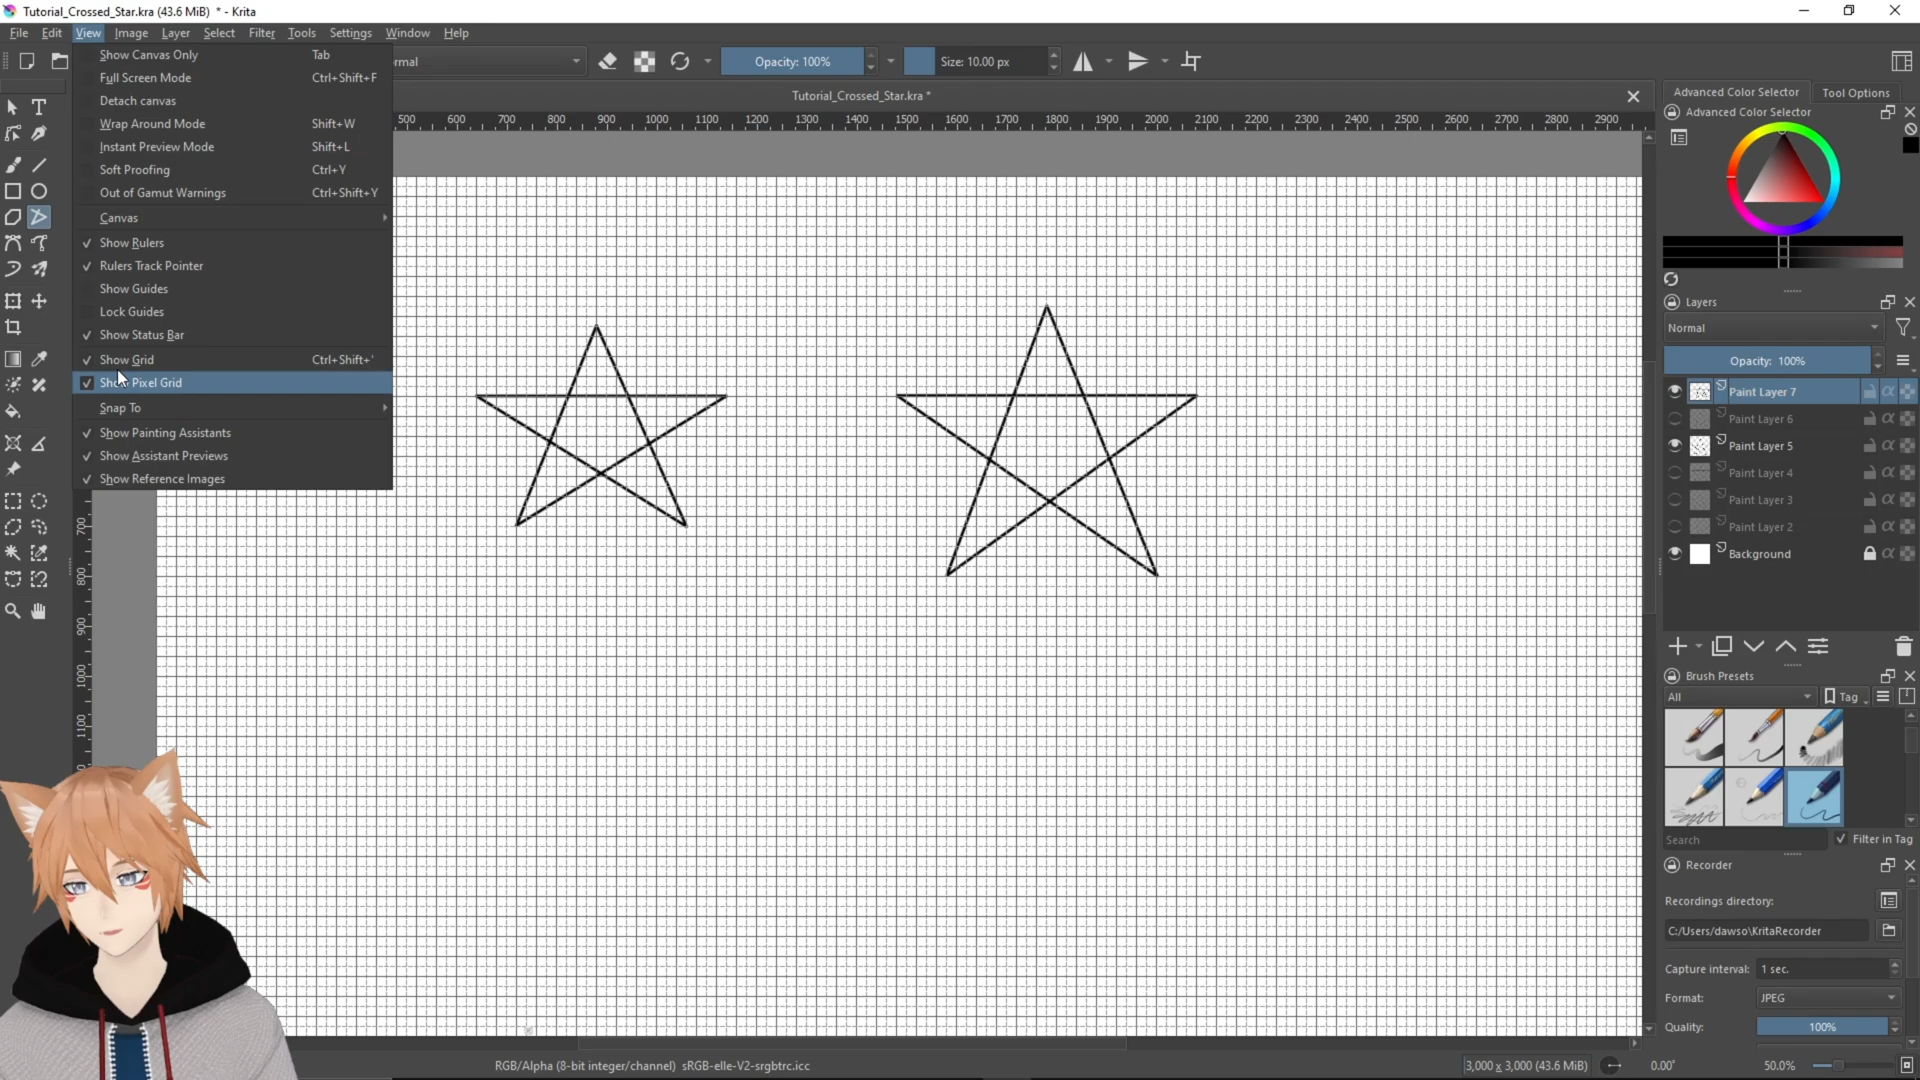 Tutorial_Crossed_Star.kra (43.6 MiB) * - Krita
File Edit View Image Layer Select Filter Tools Settings Window Help
Show Canvas Only Tab
Full Screen Mode Ctrl+Shift+F
Detach canvas
Wrap Around Mode Shift+W
Instant Preview Mode Shift+L
Soft Proofing Ctrl+Y
Out of Gamut Warnings Ctrl+Shift+Y
Canvas
Show Rulers
Rulers Track Pointer
Show Guides
Lock Guides
Show Status Bar
Show Grid Ctrl+Shift+'
Show Pixel Grid
Snap To
Show Painting Assistants
Show Assistant Previews
Show Reference Images
rmal
Opacity: 100%
Size: 10.00 px
Tutorial_Crossed_Star.kra *
500 600 700 800 900 1000 1100 1200 1300 1400 1500 1600 1700 1800 1900 2000 2100 2200 2300 2400 2500 2600 2700 2800 2900
700
800
900
1000
1100
Advanced Color Selector Tool Options
Advanced Color Selector
Layers
Normal
Opacity: 100%
Paint Layer 7
Paint Layer 6
Paint Layer 5
Paint Layer 4
Paint Layer 3
Paint Layer 2
Background
Brush Presets
All Tag
Search Filter in Tag
Recorder
Recordings directory:
C:/Users/dawso\KritaRecorder
Capture interval: 1 sec.
Format: JPEG
Quality: 100%
RGB/Alpha (8-bit integer/channel) sRGB-elle-V2-srgbtrc.icc
3,000 x 3,000 (43.6 MiB) 0.00° 50.0%